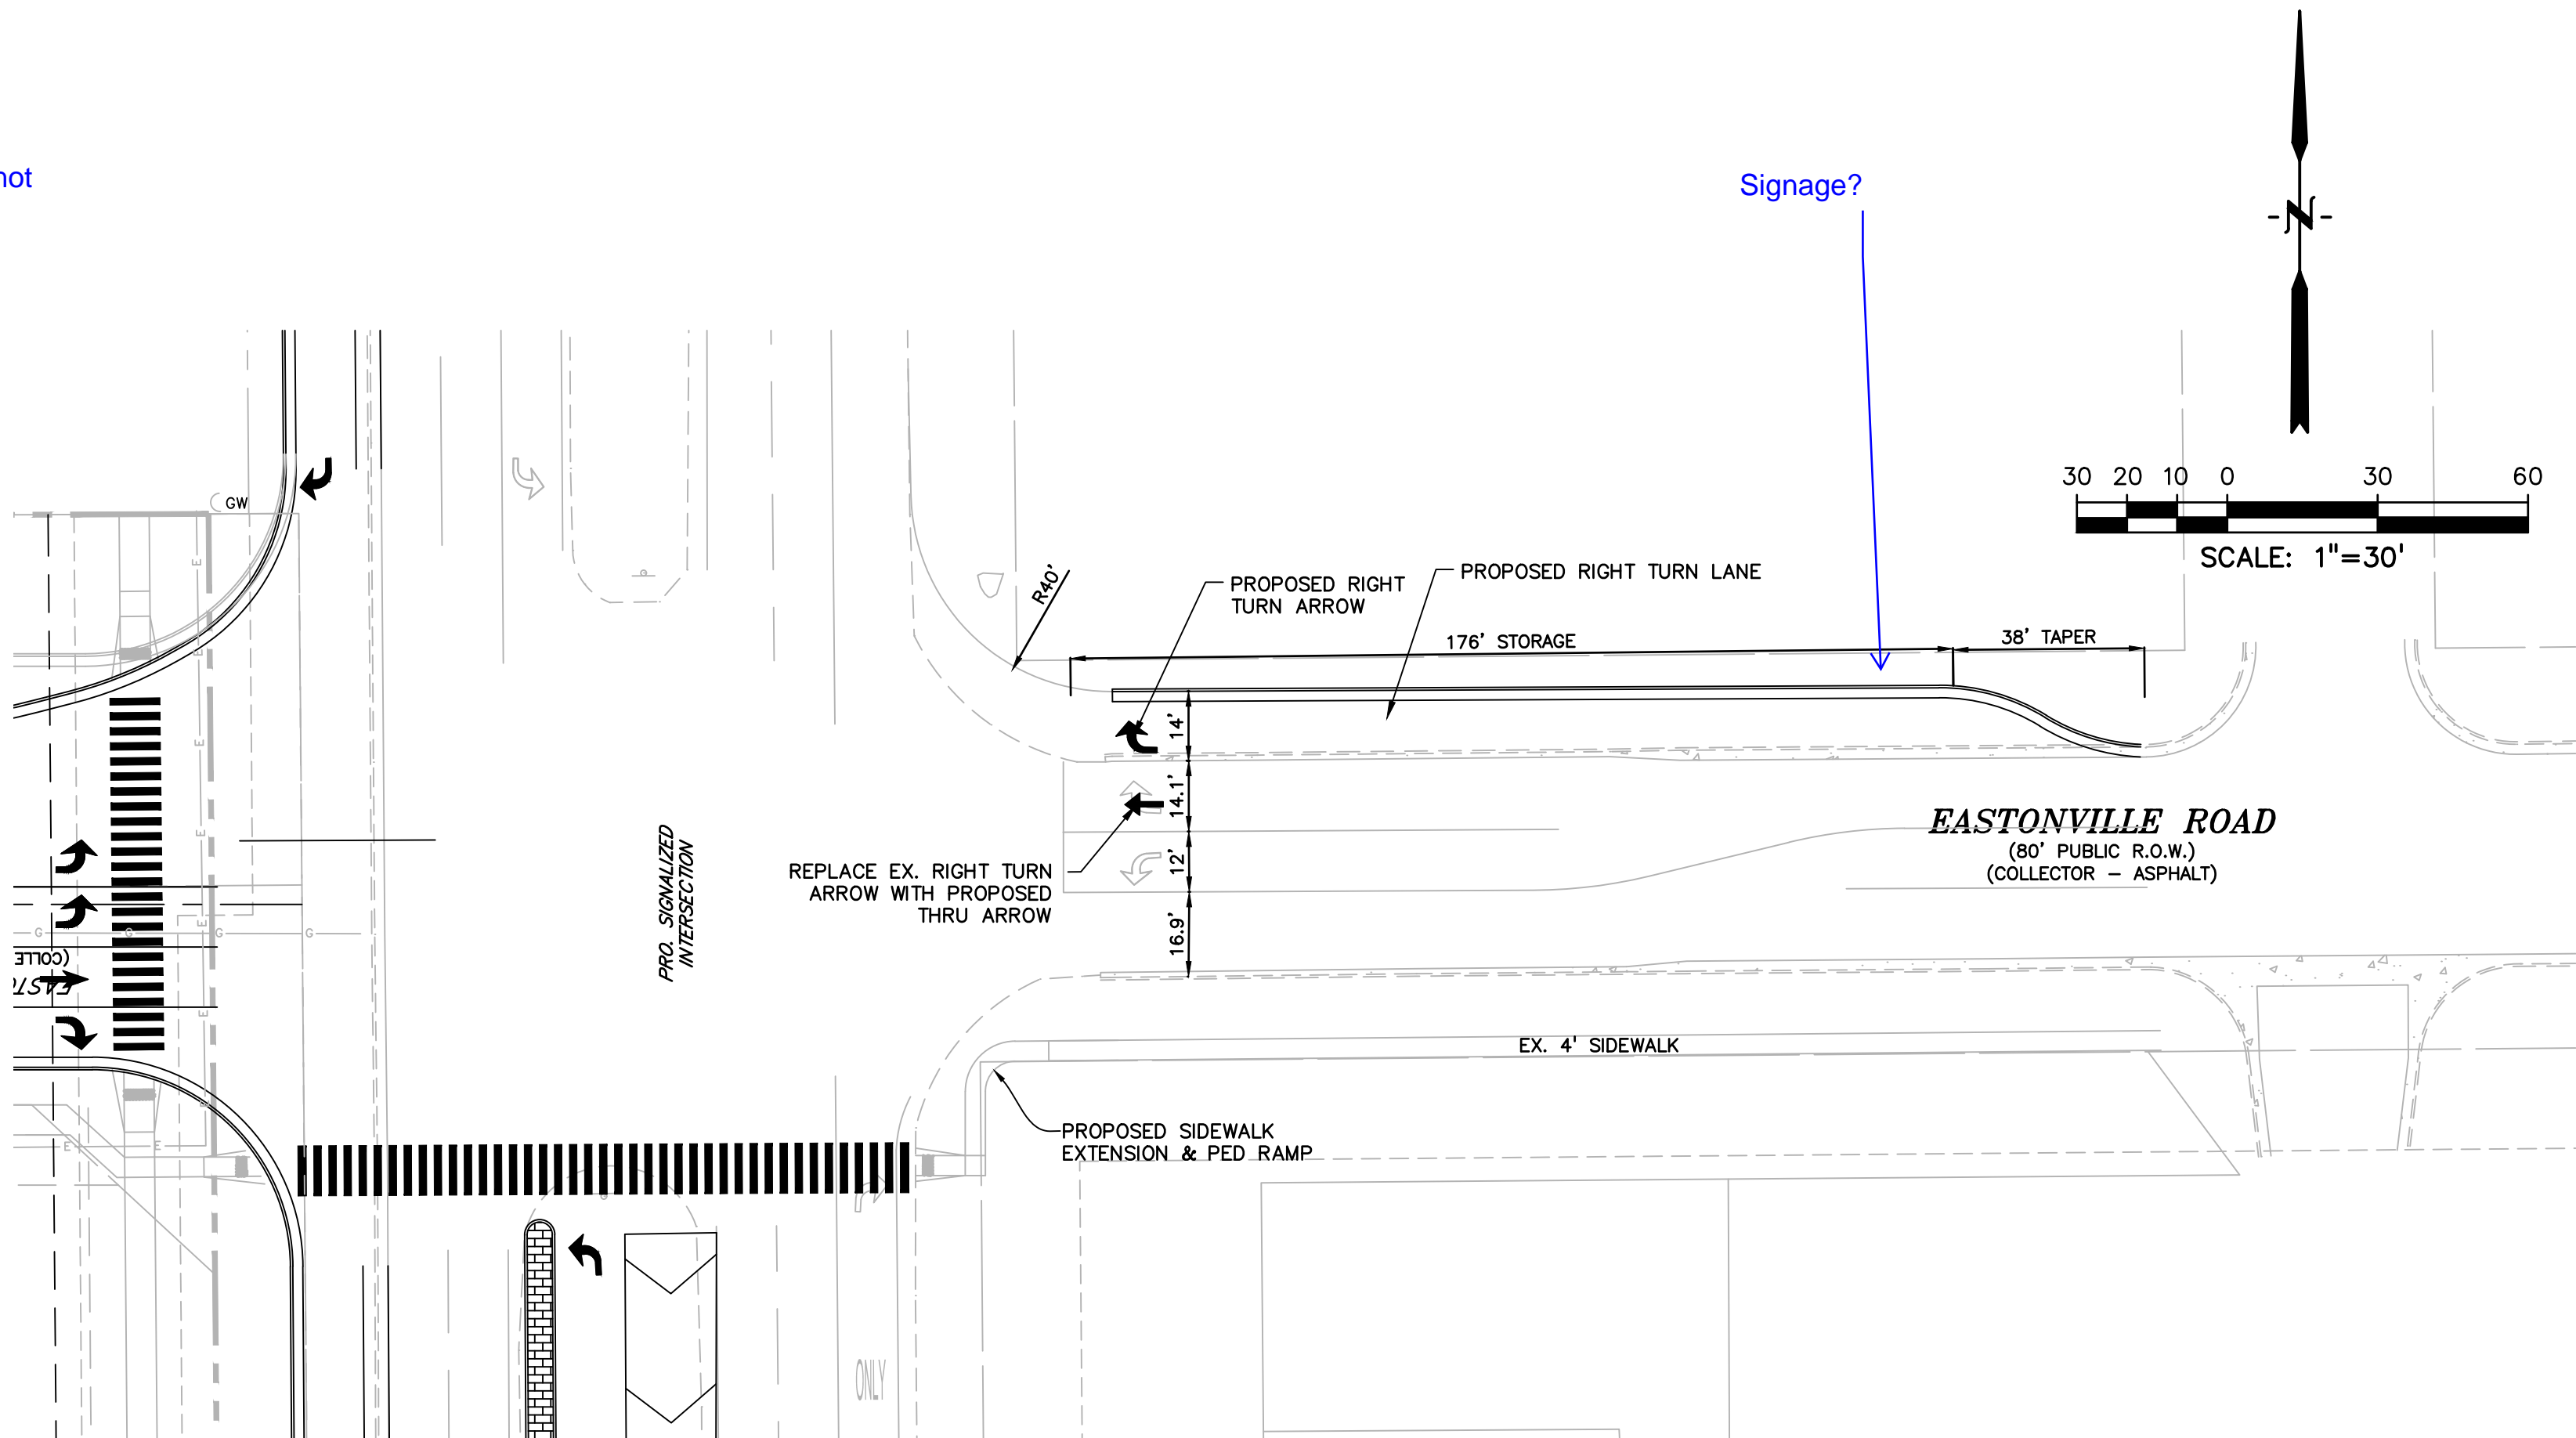 not
Signage?
N
30 20 10 0 30 60
SCALE: 1"=30'
GW
R40'
PROPOSED RIGHT
TURN ARROW
PROPOSED RIGHT TURN LANE
176' STORAGE
38' TAPER
14'
14.1'
12'
16.9'
EASTONVILLE ROAD
(80' PUBLIC R.O.W.)
(COLLECTOR – ASPHALT)
REPLACE EX. RIGHT TURN
ARROW WITH PROPOSED
THRU ARROW
PRO. SIGNALIZED
INTERSECTION
E
E
E
E
E
E
E
E
E
E
G
G
G
G
(COLLE
EASTO
EX. 4' SIDEWALK
PROPOSED SIDEWALK
EXTENSION & PED RAMP
ONLY